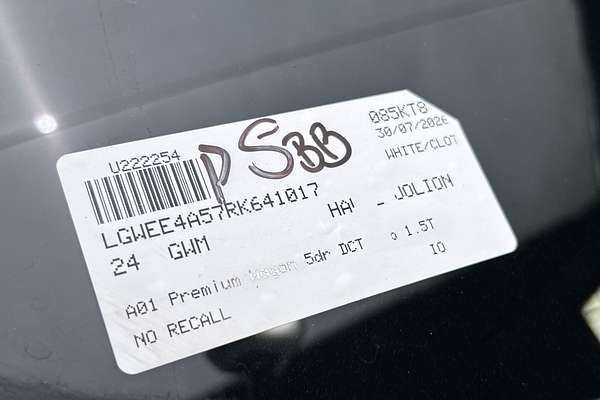 U222254
PSBB
085KT8
30/07/2026
WHITE/CLOT
LGWEE4A57RK641017
24 GWM
HA - JOLION
A01 Premium Wagon 5dr DCT 1.5T
IO
NO RECALL